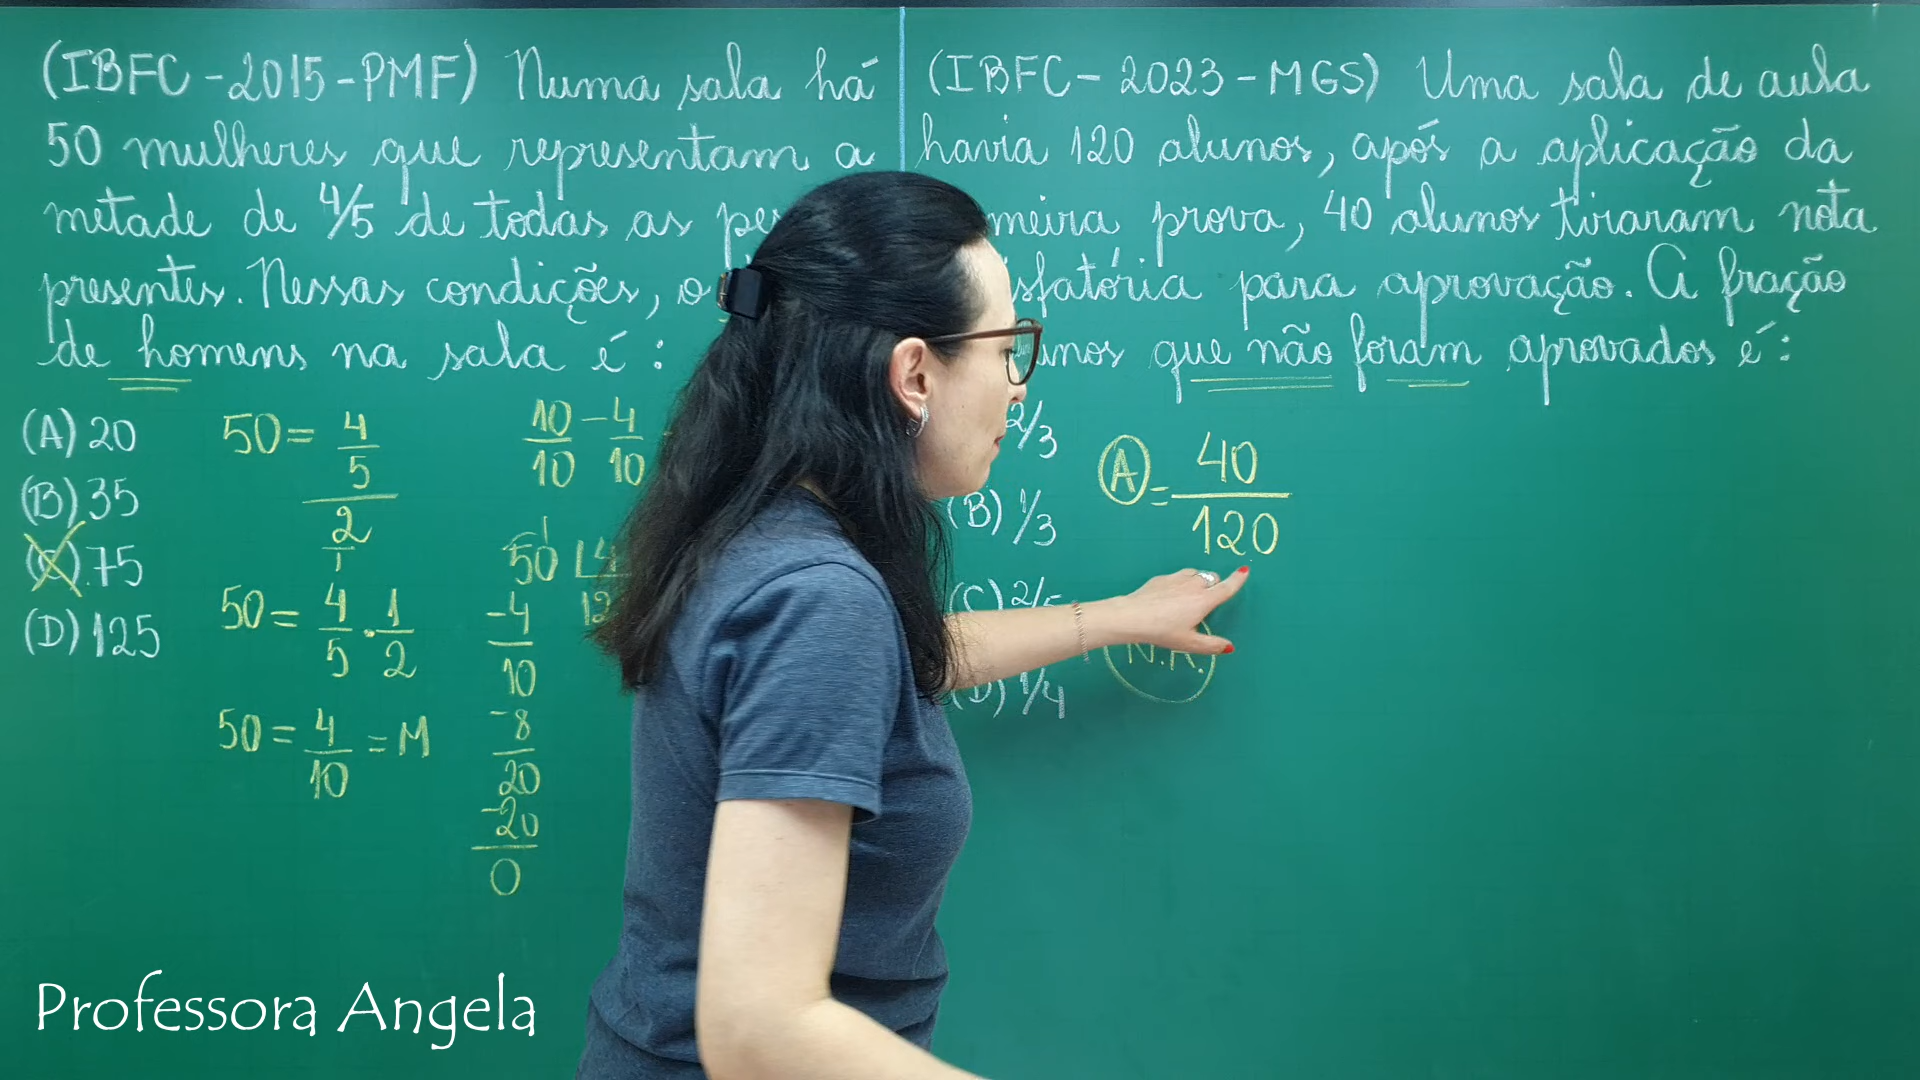 (IBFC-2015-PMF) Numa sala há
50 mulheres que representam a
metade de 4/5 de todas as
presentes. Nessas condições, o
de homens na sala é:
(A) 20
(B) 35
(C) 75
(D) 125
50 = 4/5 / 2/1
50 = 4/5 . 1/2
50 = 4/10 = M
10/10 - 4/10
50 4
-4 12
10
-8
20
-20
0
(IBFC-2023-MGS) Uma sala de aula
havia 120 alunos, após a aplicação da
prova, 40 alunos tiraram nota
para aprovação. A fração
que não foram aprovados é:
2/3
(B) 1/3
(C) 2/5
(D) 1/4
A = 40/120
N.A.
Professora Angela